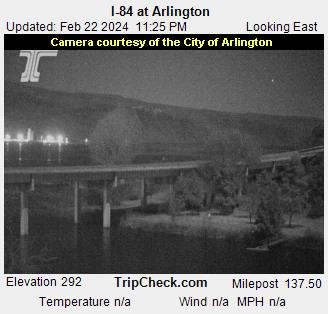 I-84 at Arlington
Updated: Feb 22 2024 11:25 PM Looking East
Camera courtesy of the City of Arlington
Elevation 292 TripCheck.com Milepost 137.50
Temperature n/a Wind n/a MPH n/a